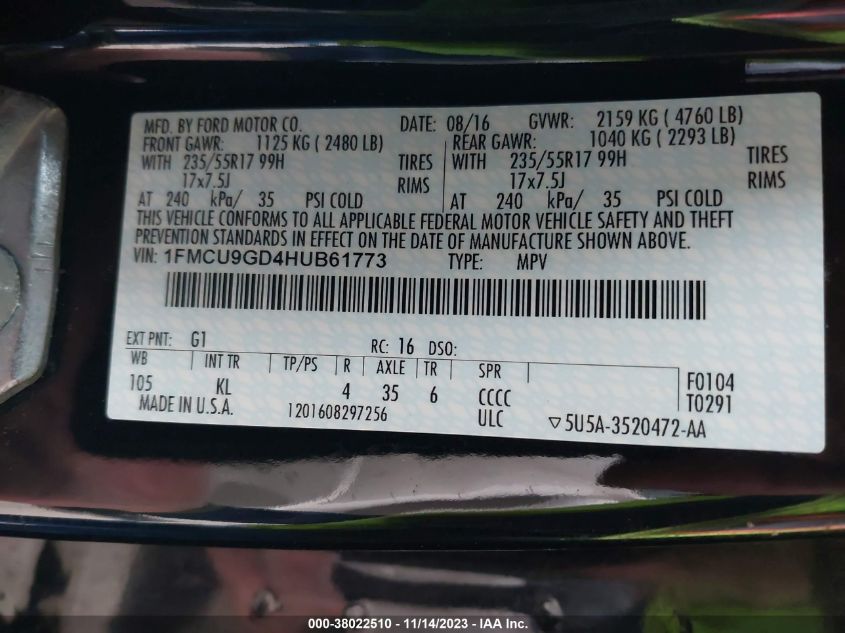 MFD. BY FORD MOTOR CO. DATE: 08/16 GVWR: 2159 KG ( 4760 LB)
FRONT GAWR: 1125 KG ( 2480 LB) REAR GAWR: 1040 KG ( 2293 LB)
WITH 235/55R17 99H TIRES WITH 235/55R17 99H TIRES
17x7.5J RIMS 17x7.5J RIMS
AT 240 kPa/ 35 PSI COLD AT 240 kPa/ 35 PSI COLD
THIS VEHICLE CONFORMS TO ALL APPLICABLE FEDERAL MOTOR VEHICLE SAFETY AND THEFT
PREVENTION STANDARDS IN EFFECT ON THE DATE OF MANUFACTURE SHOWN ABOVE.
VIN: 1FMCU9GD4HUB61773 TYPE: MPV
EXT PNT: G1 RC: 16 DSO:
WB INT TR TP/PS R AXLE TR SPR
105 KL 4 35 6 CCCC F0104
MADE IN U.S.A. 1201608297256 ULC ▽5U5A-3520472-AA T0291
000-38022510 - 11/14/2023 - IAA Inc.